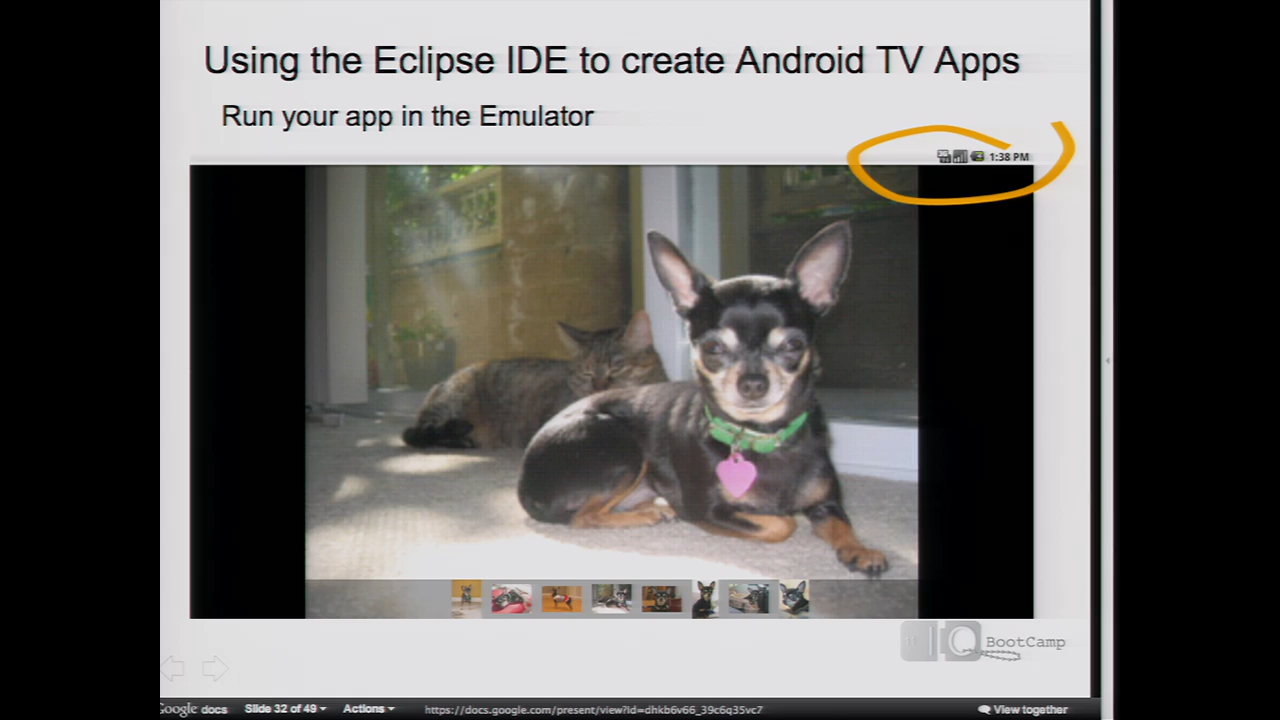 Using the Eclipse IDE to create Android TV Apps
Run your app in the Emulator
1:38 PM
BootCamp
Google docs Slide 32 of 49 Actions https://docs.google.com/present/view?id=dhkb6v66_39c6q35vc7 View together